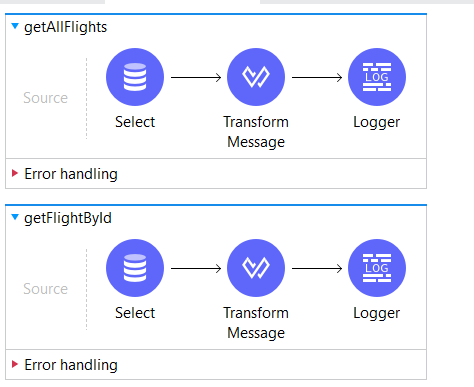 getAllFlights
Source
LOG
Select
Transform
Message
Logger
Error handling
getFlightById
Source
LOG
Select
Transform
Message
Logger
Error handling